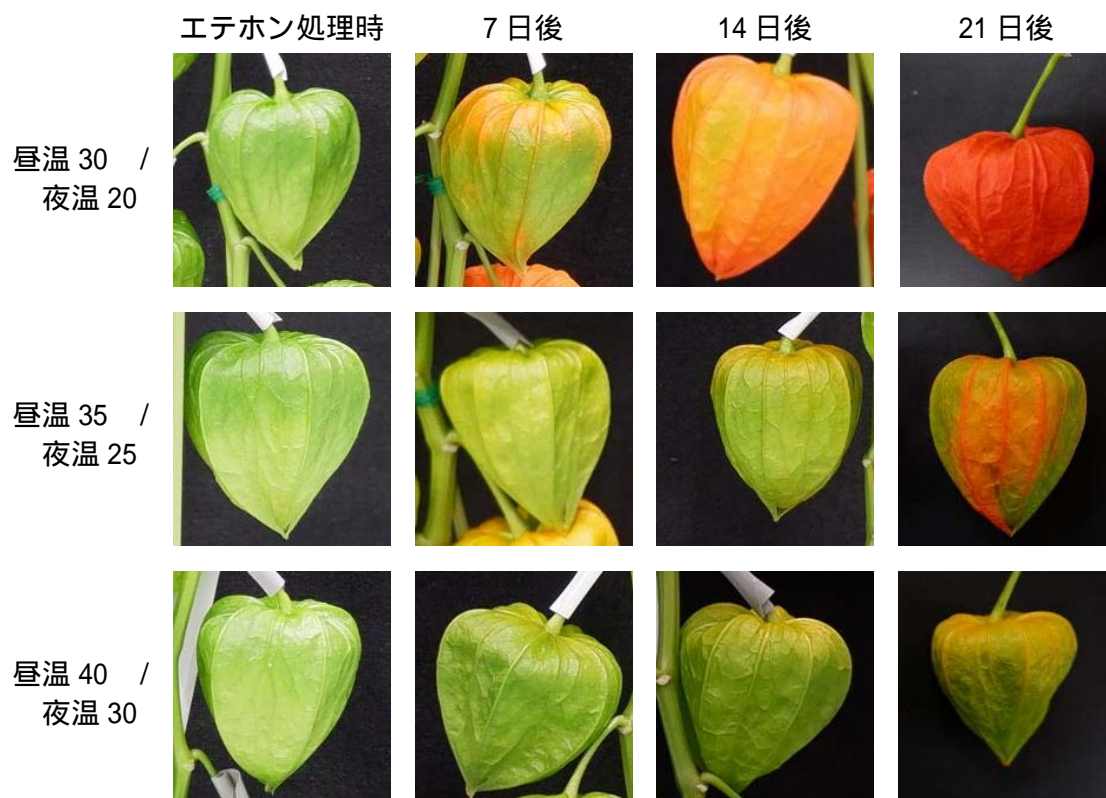 エテホン処理時 7 日後 14 日後 21 日後
昼温 30 /
夜温 20
昼温 35 /
夜温 25
昼温 40 /
夜温 30